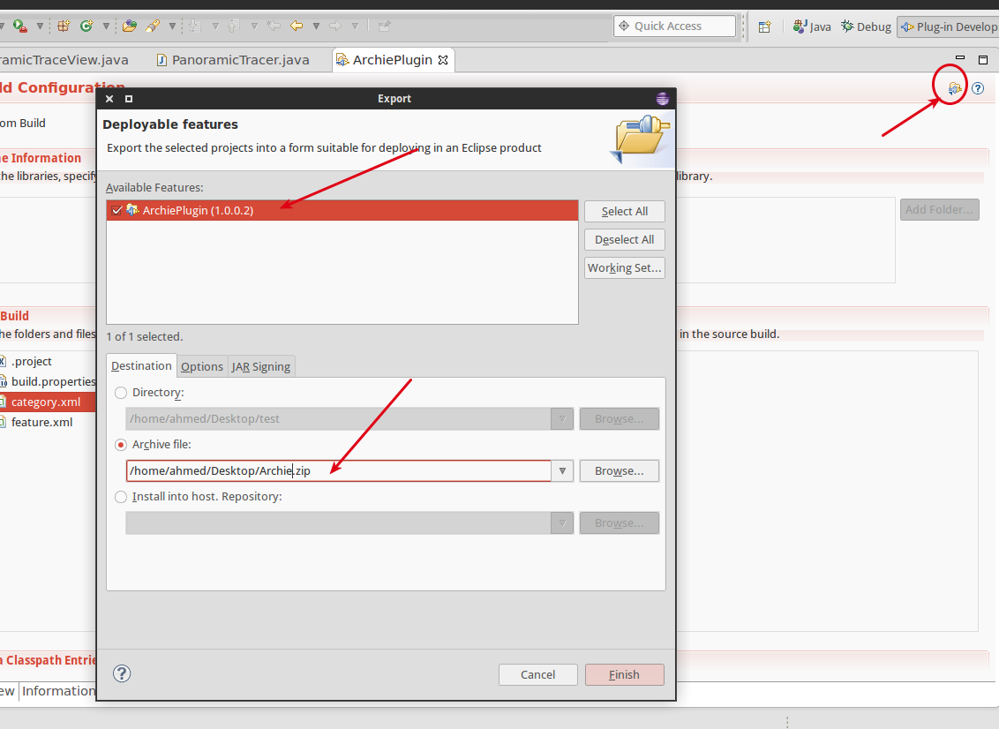 Quick Access
Java
Debug
Plug-in Develop
ramicTraceView.java
PanoramicTracer.java
ArchiePlugin
ld Configuration
om Build
ne Information
the libraries, specify
library.
Add Folder...
Build
he folders and files
in the source build.
.project
build.properties
category.xml
feature.xml
a Classpath Entrie
ew
Information
Export
Deployable features
Export the selected projects into a form suitable for deploying in an Eclipse product
Available Features:
ArchiePlugin (1.0.0.2)
Select All
Deselect All
Working Set...
1 of 1 selected.
Destination
Options
JAR Signing
Directory:
/home/ahmed/Desktop/test
Browse...
Archive file:
/home/ahmed/Desktop/Archie.zip
Browse...
Install into host. Repository:
Browse...
Cancel
Finish